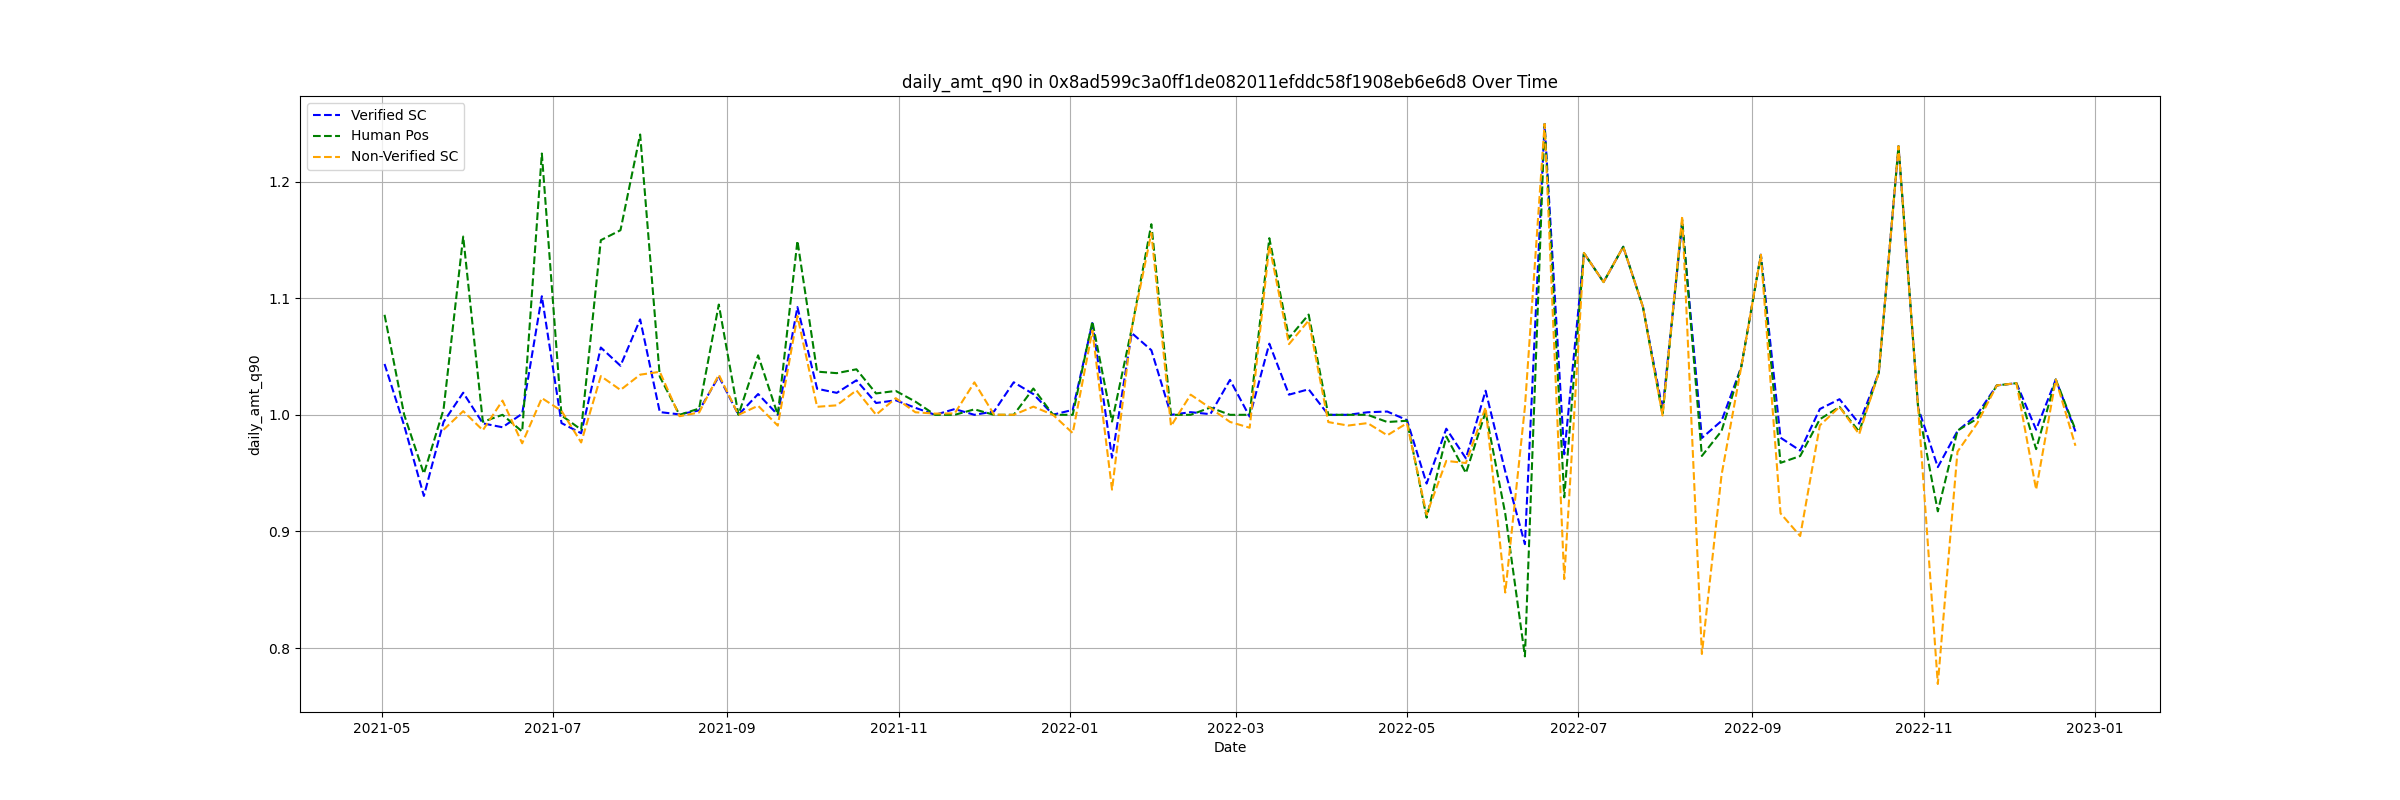 daily_amt_q90 in 0x8ad599c3a0ff1de082011efddc58f1908eb6e6d8 Over Time
Verified SC
Human Pos
Non-Verified SC
daily_amt_q90
1.2
1.1
1.0
0.9
0.8
2021-05
2021-07
2021-09
2021-11
2022-01
2022-03
2022-05
2022-07
2022-09
2022-11
2023-01
Date